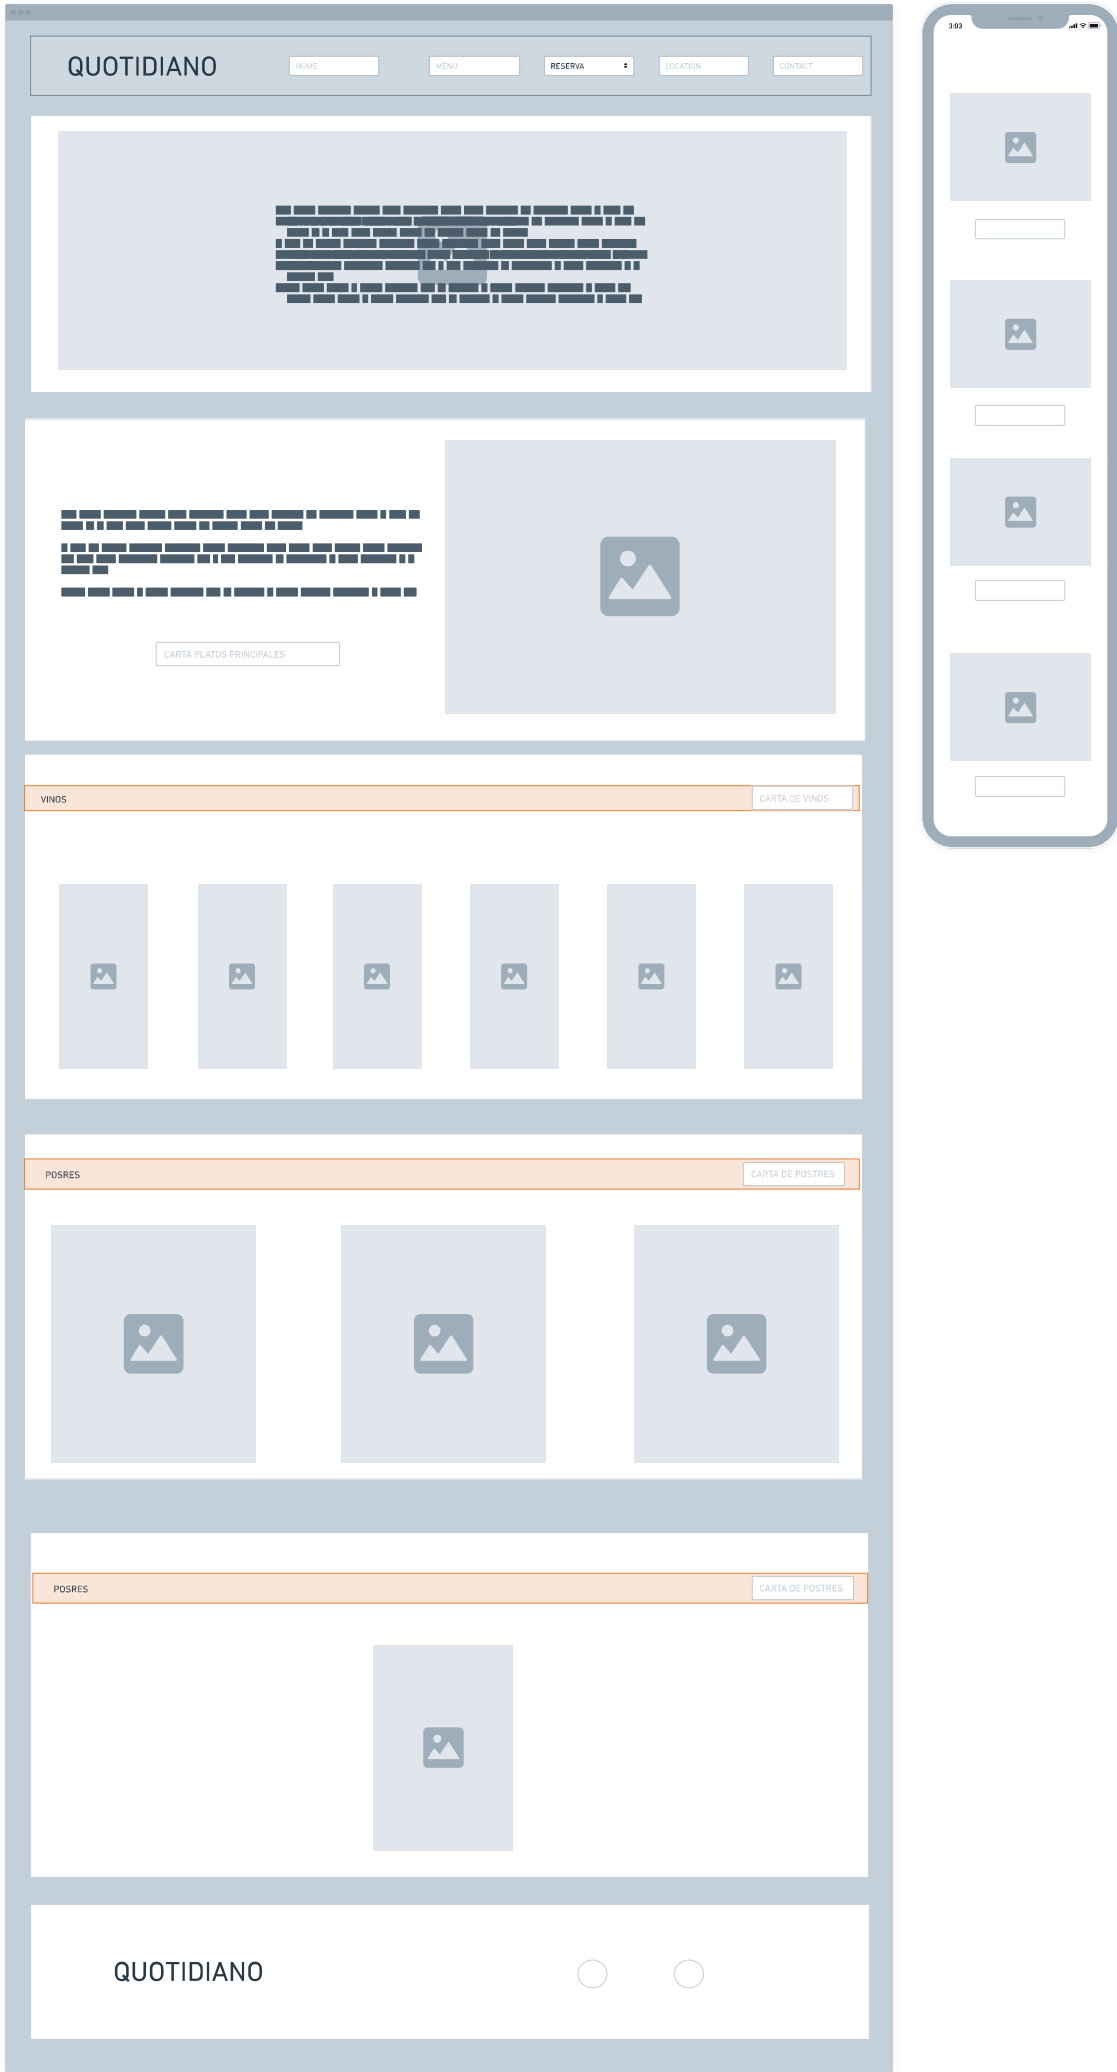 QUOTIDIANO
HOME
MENU
RESERVA
LOCATION
CONTACT
3:03
CARTA PLATOS PRINCIPALES
VINOS
CARTA DE VINOS
POSRES
CARTA DE POSTRES
POSRES
CARTA DE POSTRES
QUOTIDIANO